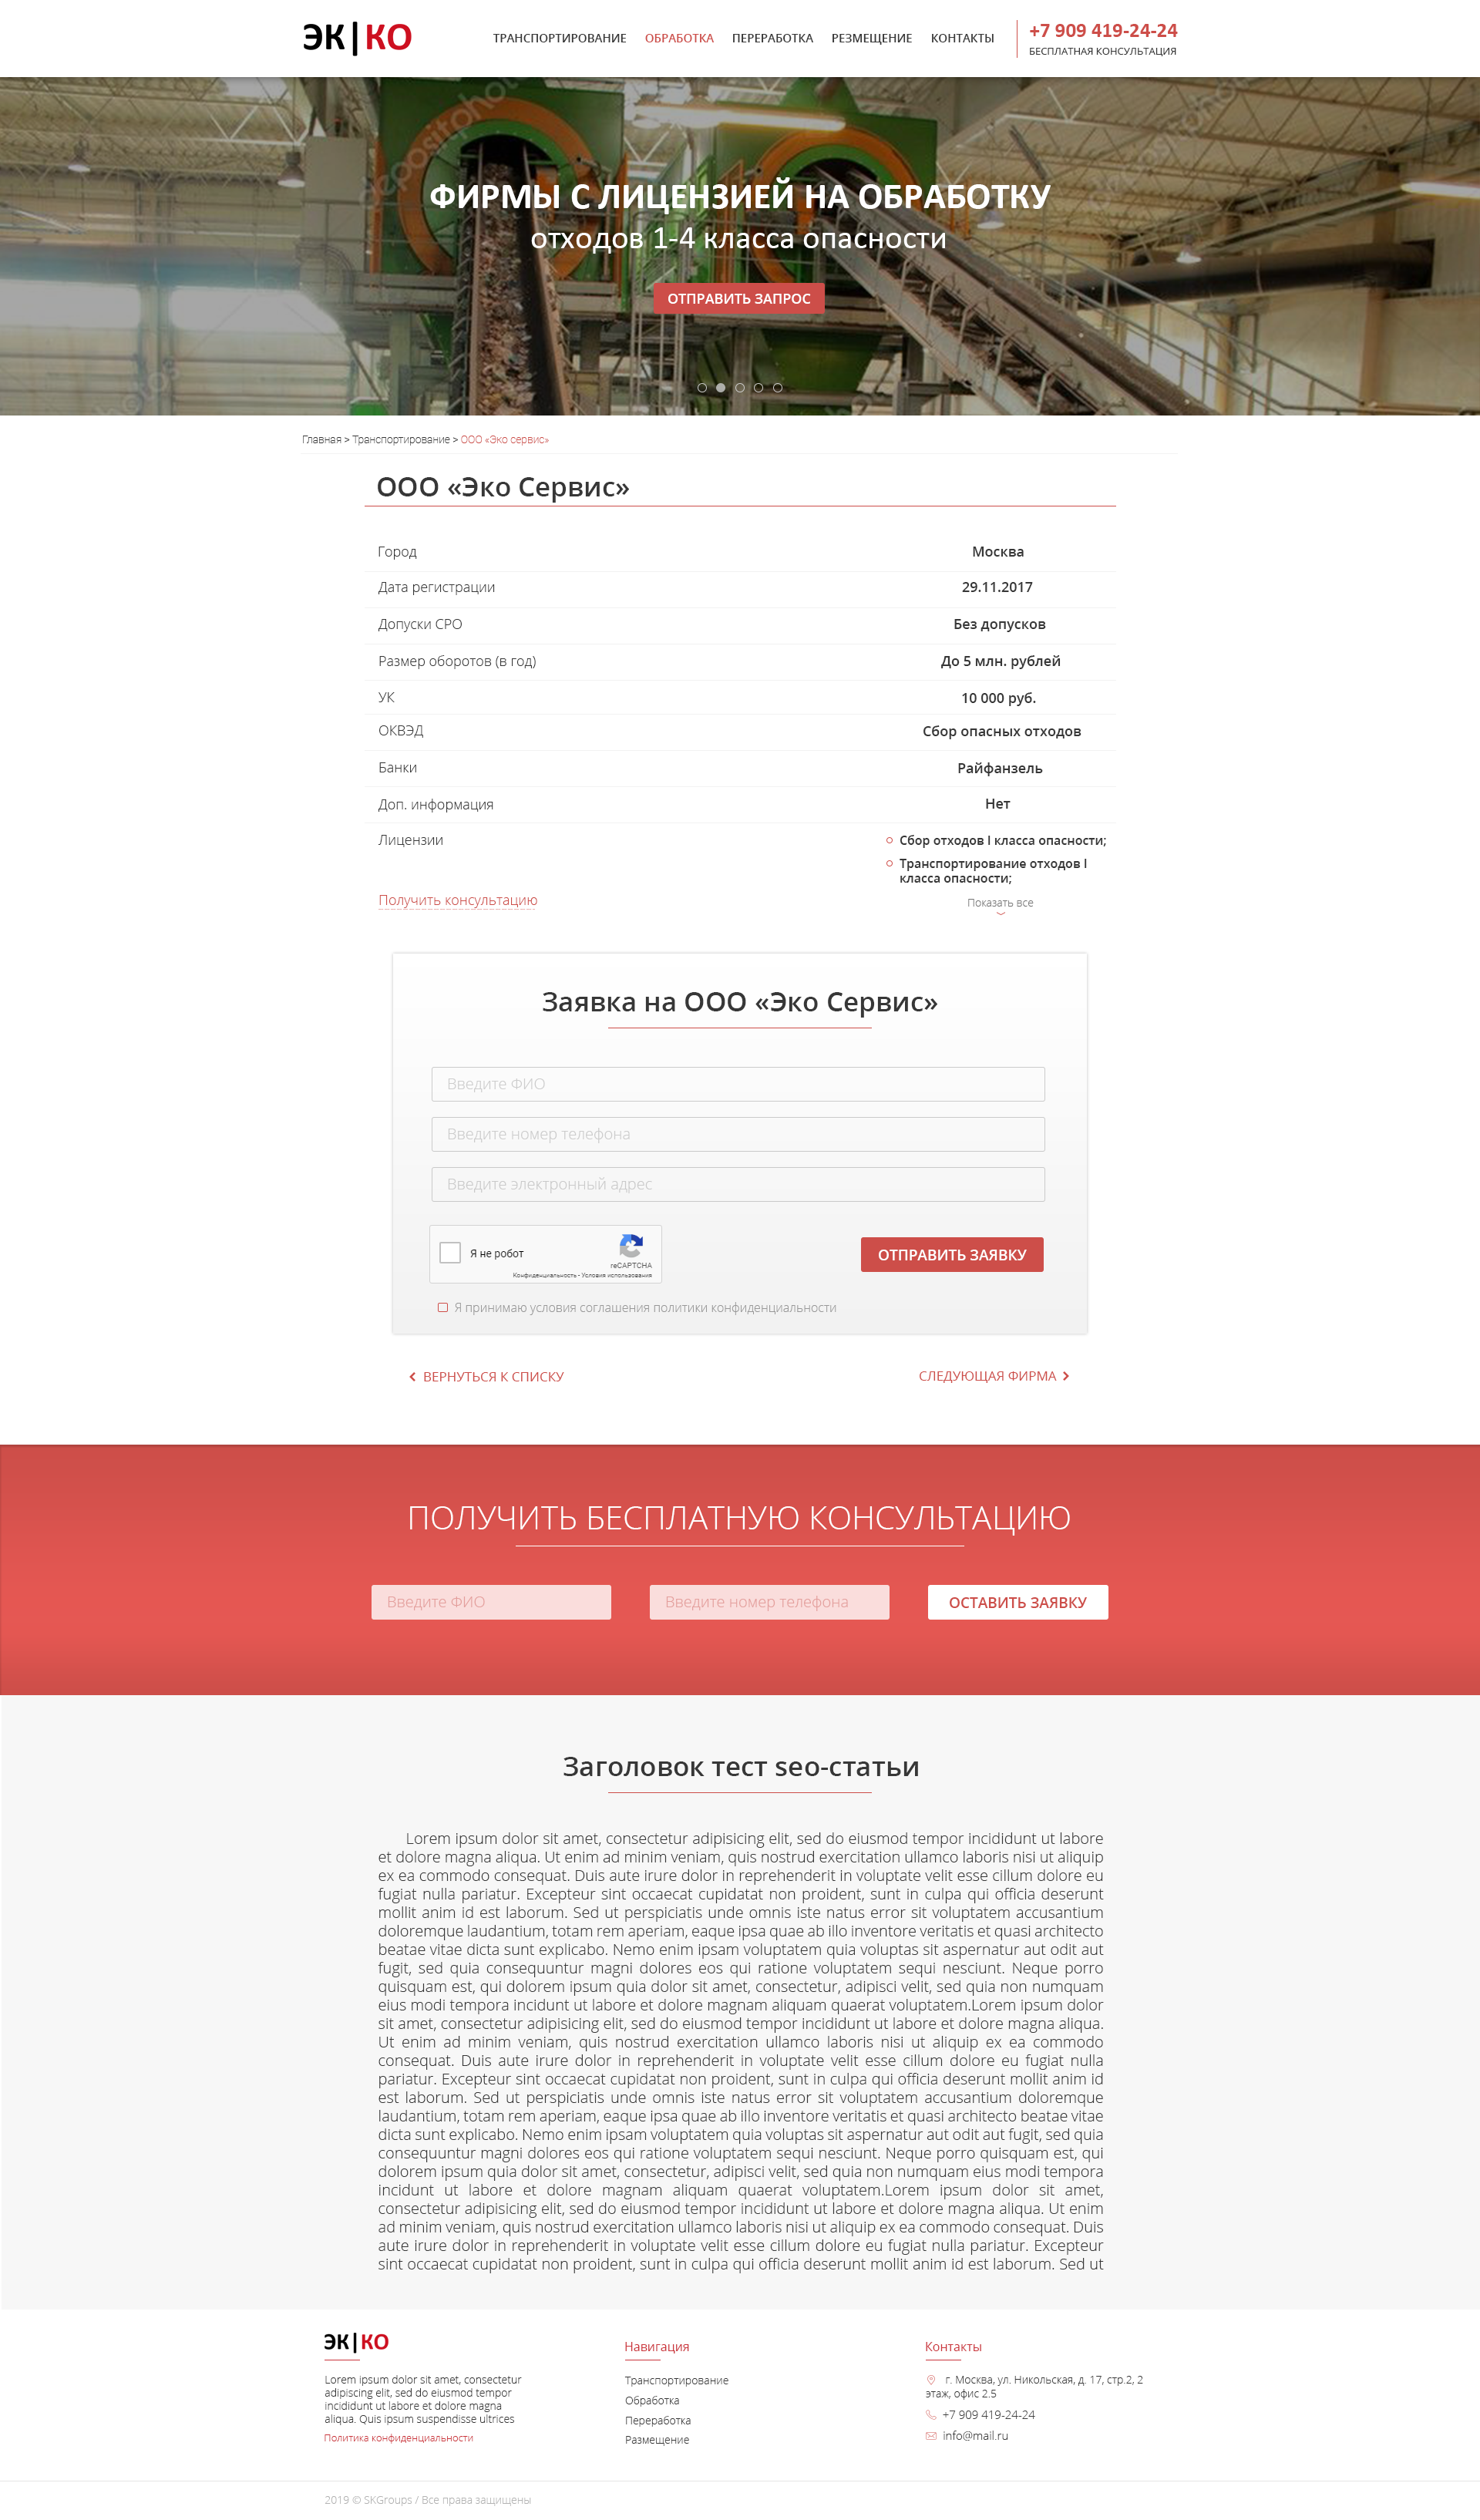 ЭК|КО
ТРАНСПОРТИРОВАНИЕ ОБРАБОТКА ПЕРЕРАБОТКА РЕЗМЕЩЕНИЕ КОНТАКТЫ
+7 909 419-24-24
БЕСПЛАТНАЯ КОНСУЛЬТАЦИЯ
depositphotos
ФИРМЫ С ЛИЦЕНЗИЕЙ НА ОБРАБОТКУ
отходов 1-4 класса опасности
ОТПРАВИТЬ ЗАПРОС
Главная > Транспортирование > ООО «Эко сервис»
ООО «Эко Сервис»
Город Москва
Дата регистрации 29.11.2017
Допуски СРО Без допусков
Размер оборотов (в год) До 5 млн. рублей
УК 10 000 руб.
ОКВЭД Сбор опасных отходов
Банки Райфанзель
Доп. информация Нет
Лицензии Сбор отходов I класса опасности;
Транспортирование отходов I
класса опасности;
Получить консультацию Показать все
Заявка на ООО «Эко Сервис»
Введите ФИО
Введите номер телефона
Введите электронный адрес
Я не робот
reCAPTCHA
Конфиденциальность - Условия использования
ОТПРАВИТЬ ЗАЯВКУ
Я принимаю условия соглашения политики конфиденциальности
ВЕРНУТЬСЯ К СПИСКУ СЛЕДУЮЩАЯ ФИРМА
ПОЛУЧИТЬ БЕСПЛАТНУЮ КОНСУЛЬТАЦИЮ
Введите ФИО Введите номер телефона ОСТАВИТЬ ЗАЯВКУ
Заголовок тест seo-статьи
Lorem ipsum dolor sit amet, consectetur adipisicing elit, sed do eiusmod tempor incididunt ut labore
et dolore magna aliqua. Ut enim ad minim veniam, quis nostrud exercitation ullamco laboris nisi ut aliquip
ex ea commodo consequat. Duis aute irure dolor in reprehenderit in voluptate velit esse cillum dolore eu
fugiat nulla pariatur. Excepteur sint occaecat cupidatat non proident, sunt in culpa qui officia deserunt
mollit anim id est laborum. Sed ut perspiciatis unde omnis iste natus error sit voluptatem accusantium
doloremque laudantium, totam rem aperiam, eaque ipsa quae ab illo inventore veritatis et quasi architecto
beatae vitae dicta sunt explicabo. Nemo enim ipsam voluptatem quia voluptas sit aspernatur aut odit aut
fugit, sed quia consequuntur magni dolores eos qui ratione voluptatem sequi nesciunt. Neque porro
quisquam est, qui dolorem ipsum quia dolor sit amet, consectetur, adipisci velit, sed quia non numquam
eius modi tempora incidunt ut labore et dolore magnam aliquam quaerat voluptatem.Lorem ipsum dolor
sit amet, consectetur adipisicing elit, sed do eiusmod tempor incididunt ut labore et dolore magna aliqua.
Ut enim ad minim veniam, quis nostrud exercitation ullamco laboris nisi ut aliquip ex ea commodo
consequat. Duis aute irure dolor in reprehenderit in voluptate velit esse cillum dolore eu fugiat nulla
pariatur. Excepteur sint occaecat cupidatat non proident, sunt in culpa qui officia deserunt mollit anim id
est laborum. Sed ut perspiciatis unde omnis iste natus error sit voluptatem accusantium doloremque
laudantium, totam rem aperiam, eaque ipsa quae ab illo inventore veritatis et quasi architecto beatae vitae
dicta sunt explicabo. Nemo enim ipsam voluptatem quia voluptas sit aspernatur aut odit aut fugit, sed quia
consequuntur magni dolores eos qui ratione voluptatem sequi nesciunt. Neque porro quisquam est, qui
dolorem ipsum quia dolor sit amet, consectetur, adipisci velit, sed quia non numquam eius modi tempora
incidunt ut labore et dolore magnam aliquam quaerat voluptatem.Lorem ipsum dolor sit amet,
consectetur adipisicing elit, sed do eiusmod tempor incididunt ut labore et dolore magna aliqua. Ut enim
ad minim veniam, quis nostrud exercitation ullamco laboris nisi ut aliquip ex ea commodo consequat. Duis
aute irure dolor in reprehenderit in voluptate velit esse cillum dolore eu fugiat nulla pariatur. Excepteur
sint occaecat cupidatat non proident, sunt in culpa qui officia deserunt mollit anim id est laborum. Sed ut
ЭК|КО
Lorem ipsum dolor sit amet, consectetur
adipiscing elit, sed do eiusmod tempor
incididunt ut labore et dolore magna
aliqua. Quis ipsum suspendisse ultrices
Политика конфиденциальности
Навигация
Транспортирование
Обработка
Переработка
Размещение
Контакты
г. Москва, ул. Никольская, д. 17, стр.2, 2
этаж, офис 2.5
+7 909 419-24-24
info@mail.ru
2019 © SKGroups / Все права защищены